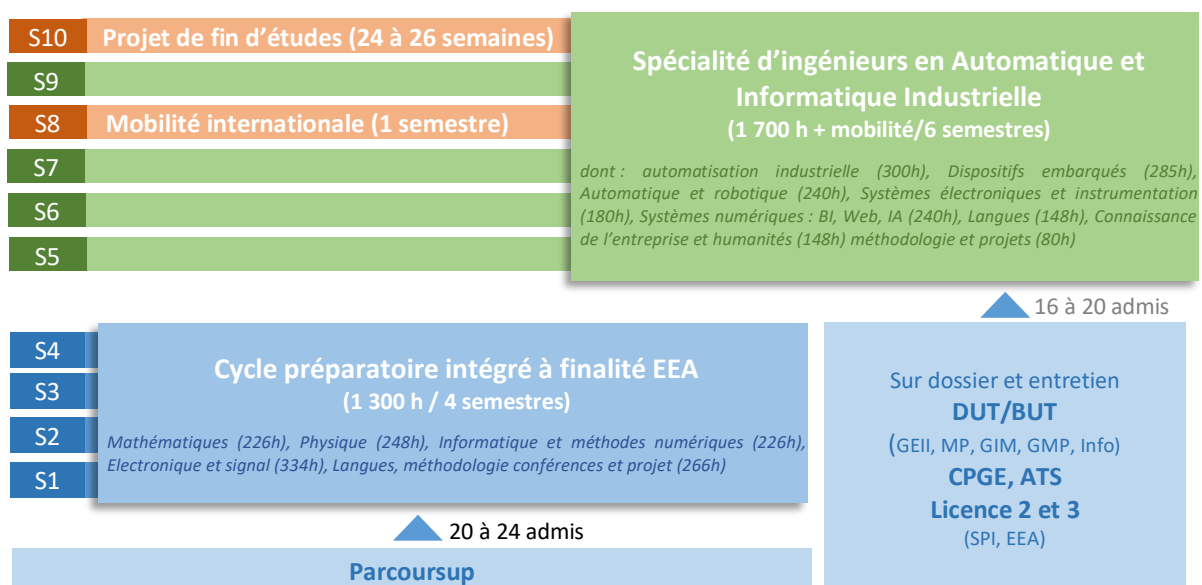 S10 Projet de fin d'études (24 à 26 semaines)
S9
S8 Mobilité internationale (1 semestre)
S7
S6
S5
Spécialité d'ingénieurs en Automatique et
Informatique Industrielle
(1 700 h + mobilité/6 semestres)
dont : automatisation industrielle (300h), Dispositifs embarqués (285h),
Automatique et robotique (240h), Systèmes électroniques et instrumentation
(180h), Systèmes numériques : BI, Web, IA (240h), Langues (148h), Connaissance
de l'entreprise et humanités (148h) méthodologie et projets (80h)
16 à 20 admis
S4
S3
S2
S1
Cycle préparatoire intégré à finalité EEA
(1 300 h / 4 semestres)
Mathématiques (226h), Physique (248h), Informatique et méthodes numériques (226h),
Electronique et signal (334h), Langues, méthodologie conférences et projet (266h)
20 à 24 admis
Parcoursup
Sur dossier et entretien
DUT/BUT
(GEII, MP, GIM, GMP, Info)
CPGE, ATS
Licence 2 et 3
(SPI, EEA)